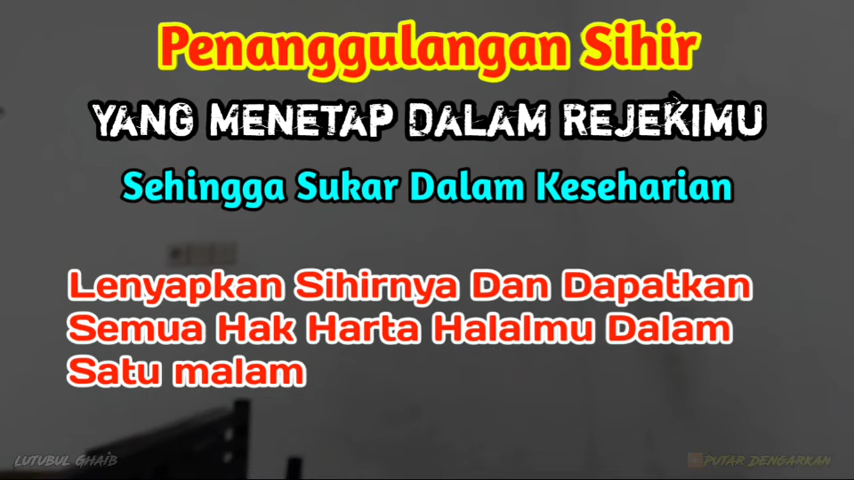 Penanggulangan Sihir
YANG MENETAP DALAM REJEKIMU
Sehingga Sukar Dalam Keseharian
Lenyapkan Sihirnya Dan Dapatkan
Semua Hak Harta Halalmu Dalam
Satu malam
LUTUBUL GHAIB
PUTAR DENGARKAN